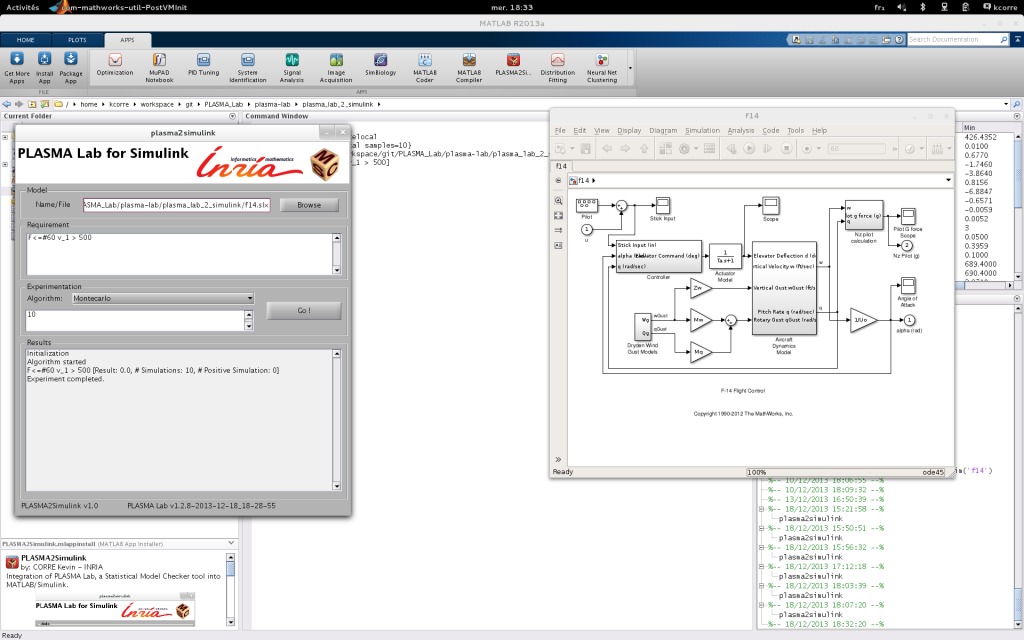 Activités
com-mathworks-util-PostVMInit
mer. 18:33
fr₁
kcorre
MATLAB R2013a
HOME
PLOTS
APPS
Search Documentation
Get More Apps
Install App
Package App
Optimization
MuPAD Notebook
PID Tuning
System Identification
Signal Analysis
Image Acquisition
SimBiology
MATLAB Coder
MATLAB Compiler
PLASMA2Si...
Distribution Fitting
Neural Net Clustering
FILE
APPS
/ ▸ home ▸ kcorre ▸ workspace ▸ git ▸ PLASMA_Lab ▸ plasma-lab ▸ plasma_lab_2_simulink ▸
Current Folder
Command Window
elocal
al samples=10}
kspace/git/PLASMA_Lab/plasma-lab/plasma_lab_2_
_1 > 500]
plasma2simulink
PLASMA Lab for Simulink
informatics mathematics
Inria
Model
Name/File
ASMA_Lab/plasma-lab/plasma_lab_2_simulink/f14.slx
Browse
Requirement
F<=#60 v_1 > 500
Experimentation
Algorithm:
Montecarlo
10
Go !
Results
Initialization
Algorithm started
F<=#60 v_1 > 500 [Result: 0.0, # Simulations: 10, # Positive Simulation: 0]
Experiment completed.
PLASMA2Simulink v1.0
PLASMA Lab v1.2.8-2013-12-18_18-28-55
PLASMA2Simulink.mlappinstall (MATLAB App Installer)
PLASMA2Simulink
by: CORRE Kevin - INRIA
Integration of PLASMA Lab, a Statistical Model Checker tool into MATLAB/Simulink.
plasma2simulink
PLASMA Lab for Simulink
Inria
Ready
f14
File Edit View Display Diagram Simulation Analysis Code Tools Help
60
f14
f14 ▸
Pilot
1
u
Stick Input
Scope
Stick Input (in)
alpha (rad)
Elevator Command (deg)
q (rad/sec)
Controller
1
Ta.s+1
Actuator Model
Elevator Deflection d (de
Vertical Velocity w (ft/sec)
Vertical Gust wGust (ft/s
Pitch Rate q (rad/sec)
Rotary Gust qGust (rad/s
Aircraft Dynamics Model
w
q
w
q
Nz pilot calculation
Pilot G force Scope
2
Nz Pilot (g)
Angle of Attack
1/Uo
1
alpha (rad)
Zw
Mw
Mq
Wg
Qg
wGust
qGust
Dryden Wind Gust Models
F-14 Flight Control
Copyright 1990-2012 The MathWorks, Inc.
Ready
100%
ode45
Min
426.4352
0.0100
0.6770
-1.7460
-3.8640
0.8156
-6.8847
-0.6571
-0.0059
0.0052
3
0.0500
0.3959
0.1000
689.4000
690.4000
m('f14')
%-- 10/12/2013 18:06:55 --%
%-- 10/12/2013 18:09:32 --%
%-- 13/12/2013 16:50:39 --%
%-- 18/12/2013 15:21:58 --%
plasma2simulink
%-- 18/12/2013 15:50:51 --%
plasma2simulink
%-- 18/12/2013 15:56:32 --%
plasma2simulink
%-- 18/12/2013 17:12:18 --%
plasma2simulink
%-- 18/12/2013 18:03:39 --%
plasma2simulink
%-- 18/12/2013 18:07:20 --%
plasma2simulink
%-- 18/12/2013 18:32:20 --%